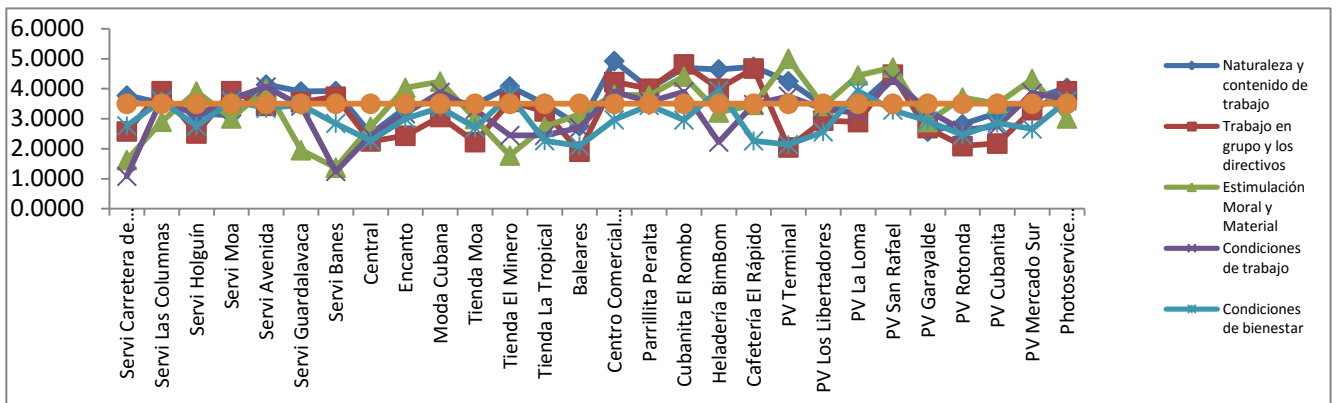 6.0000
5.0000
4.0000
3.0000
2.0000
1.0000
0.0000
Servi Carretera de…
Servi Las Columnas
Servi Holguín
Servi Moa
Servi Avenida
Servi Guardalavaca
Servi Banes
Central
Encanto
Moda Cubana
Tienda Moa
Tienda El Minero
Tienda La Tropical
Baleares
Centro Comercial…
Parrillita Peralta
Cubanita El Rombo
Heladería BimBom
Cafetería El Rápido
PV Terminal
PV Los Libertadores
PV La Loma
PV San Rafael
PV Garayalde
PV Rotonda
PV Cubanita
PV Mercado Sur
Photoservice…
Naturaleza y
contenido de
trabajo
Trabajo en
grupo y los
directivos
Estimulación
Moral y
Material
Condiciones
de trabajo
Condiciones
de bienestar